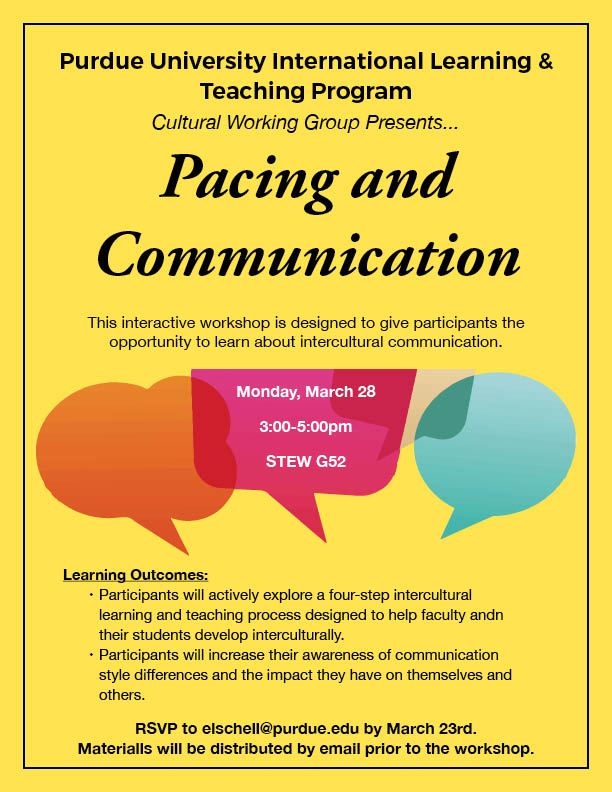 Purdue University International Learning &
Teaching Program
Cultural Working Group Presents...
Pacing and
Communication
This interactive workshop is designed to give participants the
opportunity to learn about intercultural communication.
Monday, March 28
3:00-5:00pm
STEW G52
Learning Outcomes:
· Participants will actively explore a four-step intercultural
learning and teaching process designed to help faculty andn
their students develop interculturally.
· Participants will increase their awareness of communication
style differences and the impact they have on themselves and
others.
RSVP to elschell@purdue.edu by March 23rd.
Materialls will be distributed by email prior to the workshop.